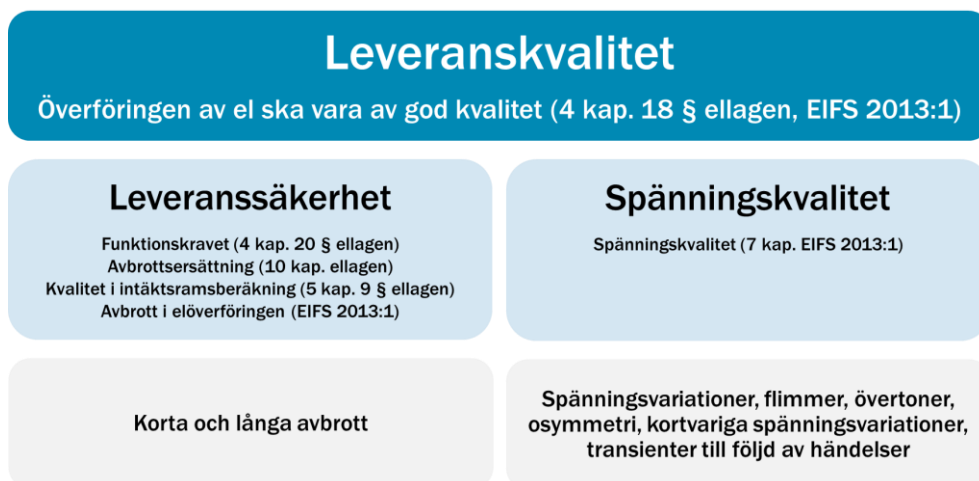 Leveranskvalitet
Överföringen av el ska vara av god kvalitet (4 kap. 18 § ellagen, EIFS 2013:1)
Leveranssäkerhet
Funktionskravet (4 kap. 20 § ellagen)
Avbrottsersättning (10 kap. ellagen)
Kvalitet i intäktsramsberäkning (5 kap. 9 § ellagen)
Avbrott i elöverföringen (EIFS 2013:1)
Spänningskvalitet
Spänningskvalitet (7 kap. EIFS 2013:1)
Korta och långa avbrott
Spänningsvariationer, flimmer, övertoner,
osymmetri, kortvariga spänningsvariationer,
transienter till följd av händelser